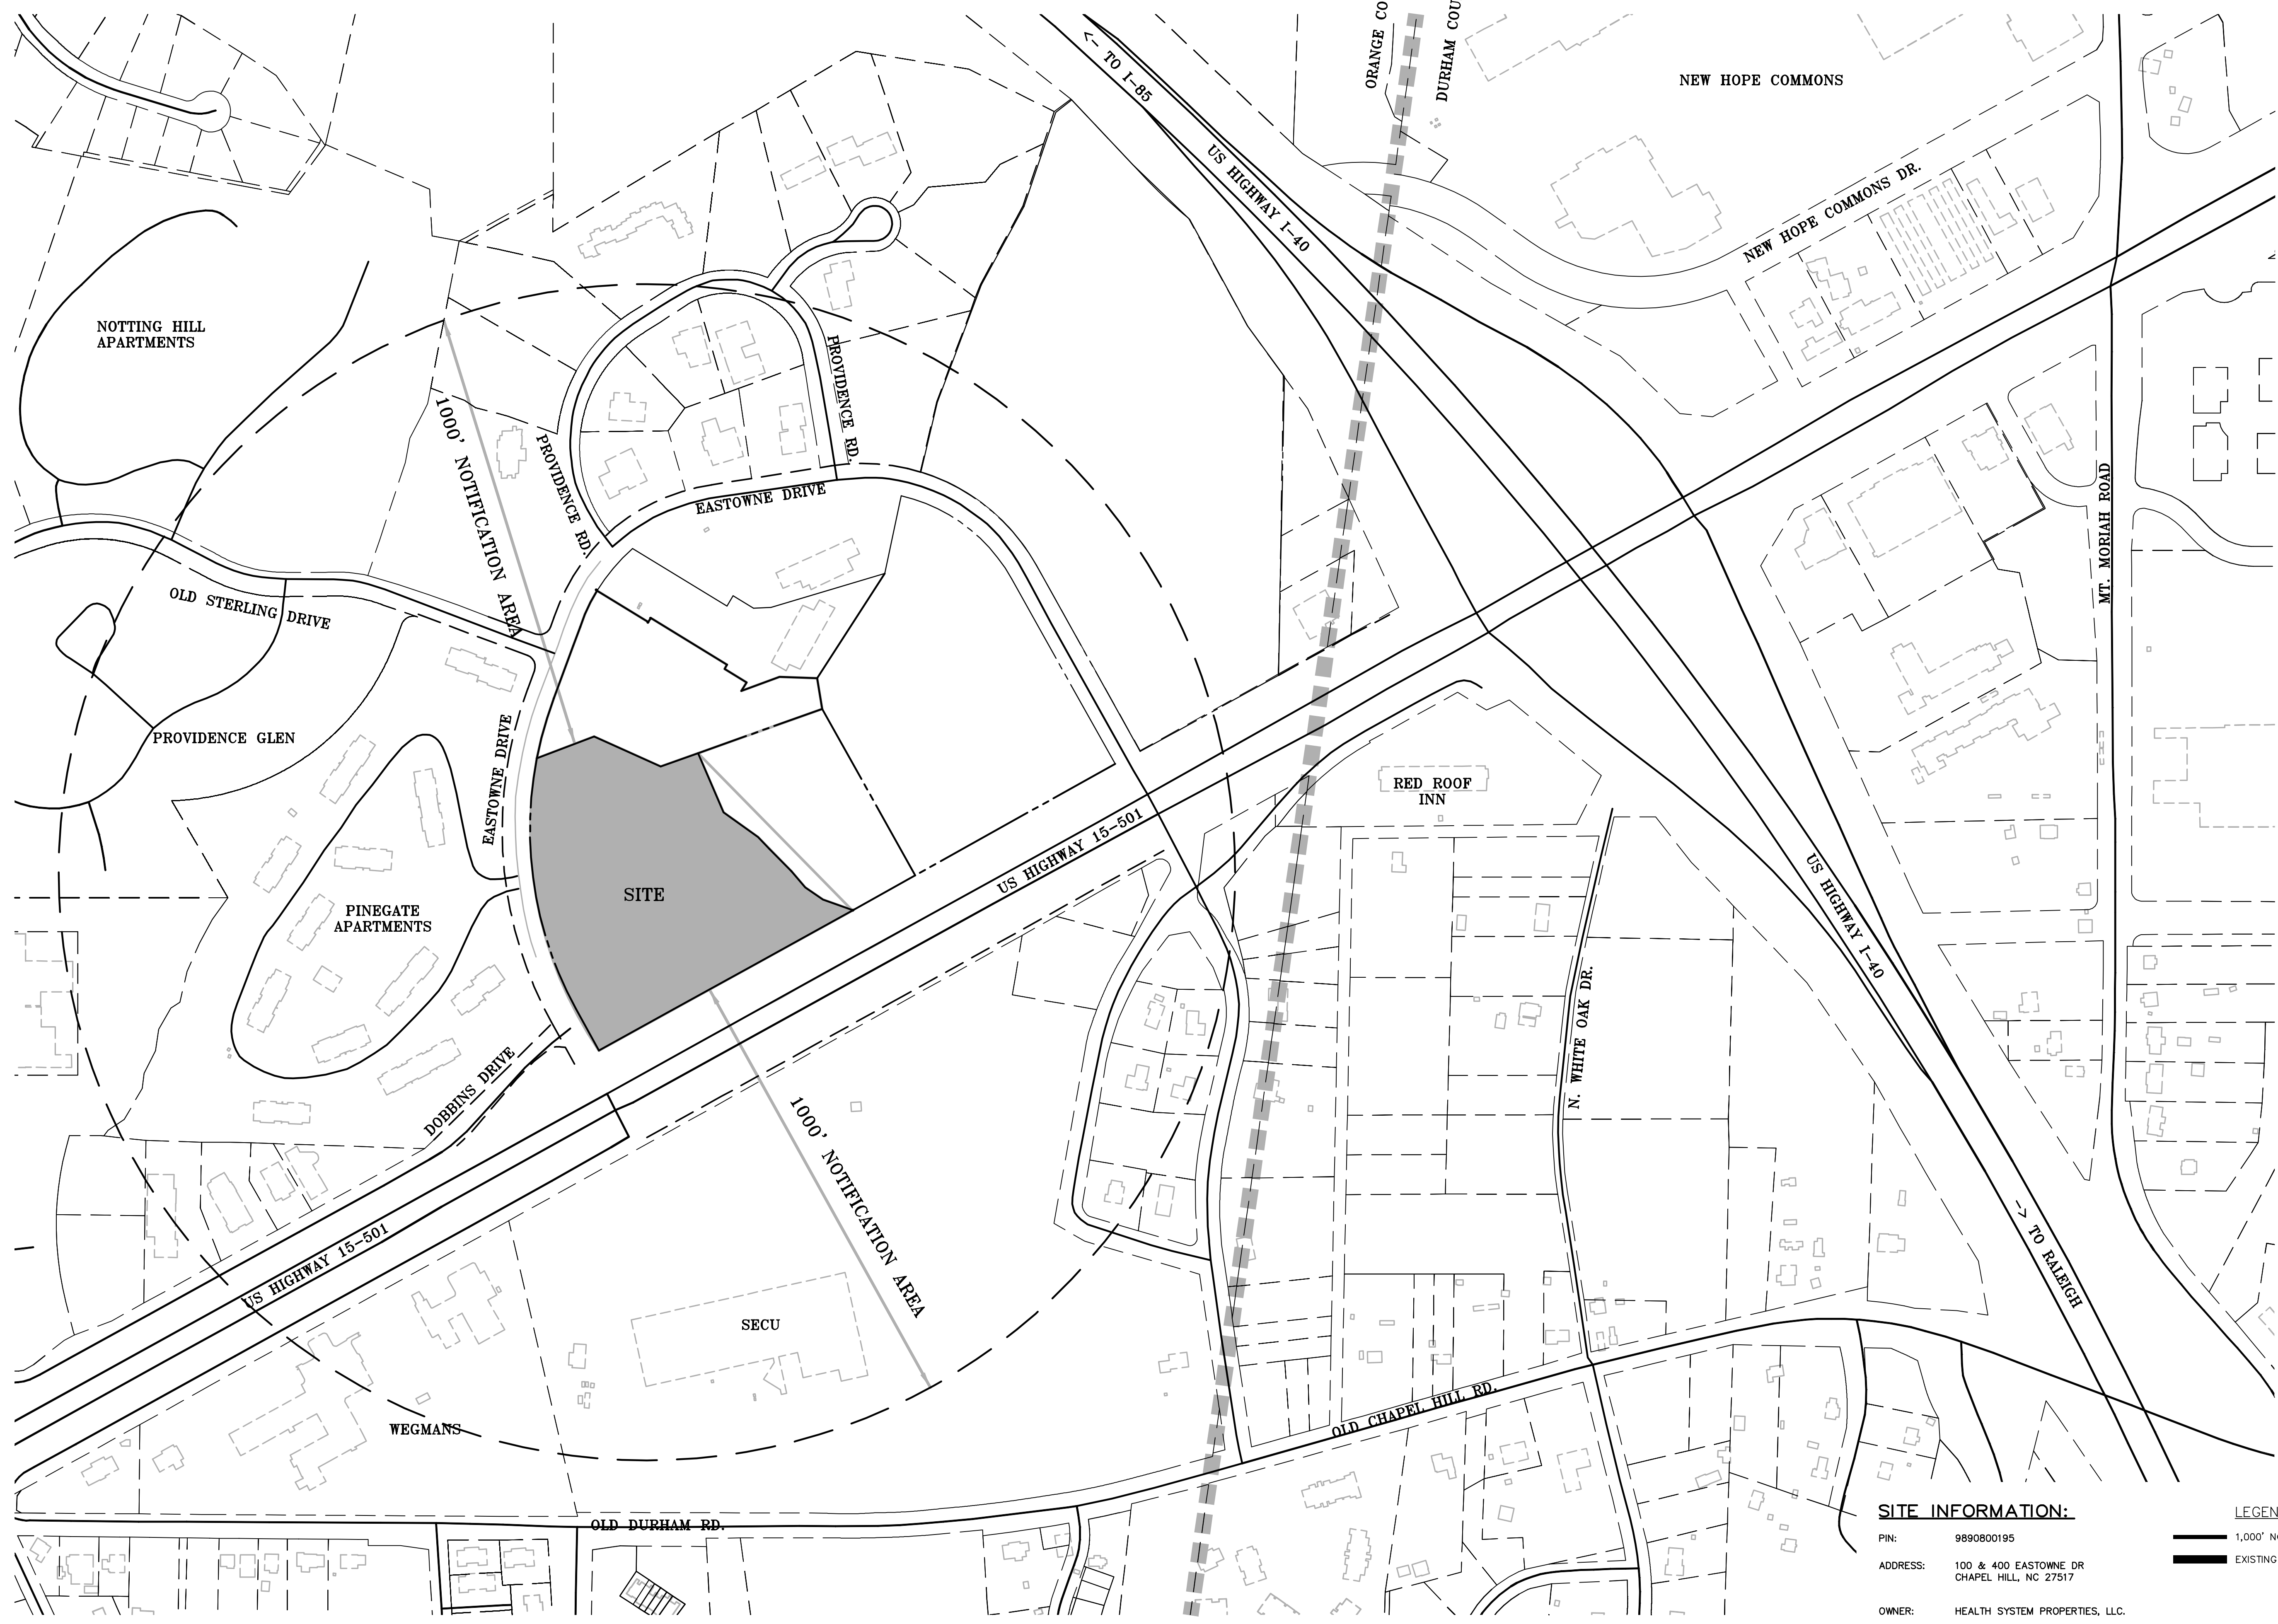 ORANGE CO
DURHAM COU
<- TO I-85
US HIGHWAY I-40
NEW HOPE COMMONS
NEW HOPE COMMONS DR.
NOTTING HILL
APARTMENTS
1000' NOTIFICATION AREA
PROVIDENCE RD.
PROVIDENCE RD.
EASTOWNE DRIVE
MT. MORIAH ROAD
OLD STERLING DRIVE
PROVIDENCE GLEN
EASTOWNE DRIVE
RED ROOF
INN
US HIGHWAY 15-501
SITE
PINEGATE
APARTMENTS
US HIGHWAY I-40
N. WHITE OAK DR.
DOBBINS DRIVE
1000' NOTIFICATION AREA
US HIGHWAY 15-501
-> TO RALEIGH
SECU
WEGMANS
OLD CHAPEL HILL RD.
OLD DURHAM RD.
SITE INFORMATION:
PIN: 9890800195
ADDRESS: 100 & 400 EASTOWNE DR
CHAPEL HILL, NC 27517
OWNER: HEALTH SYSTEM PROPERTIES, LLC.
LEGEN
1,000' N
EXISTING